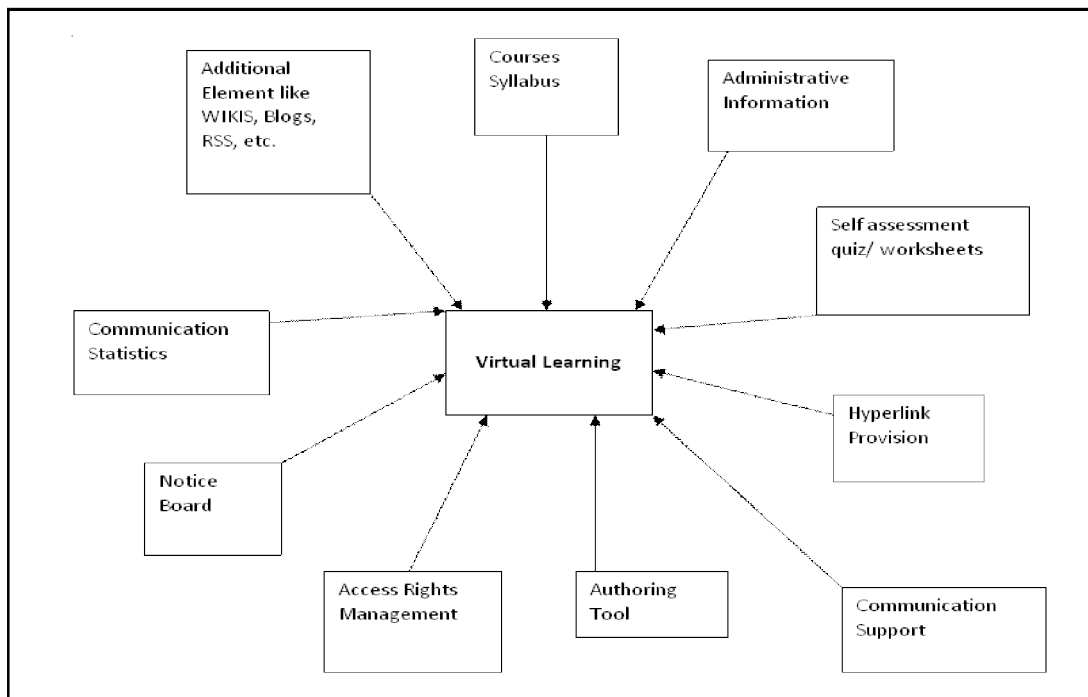 Additional
Element like
WIKIS, Blogs,
RSS, etc.
Courses
Syllabus
Administrative
Information
Self assessment
quiz/ worksheets
Communication
Statistics
Virtual Learning
Hyperlink
Provision
Notice
Board
Access Rights
Management
Authoring
Tool
Communication
Support